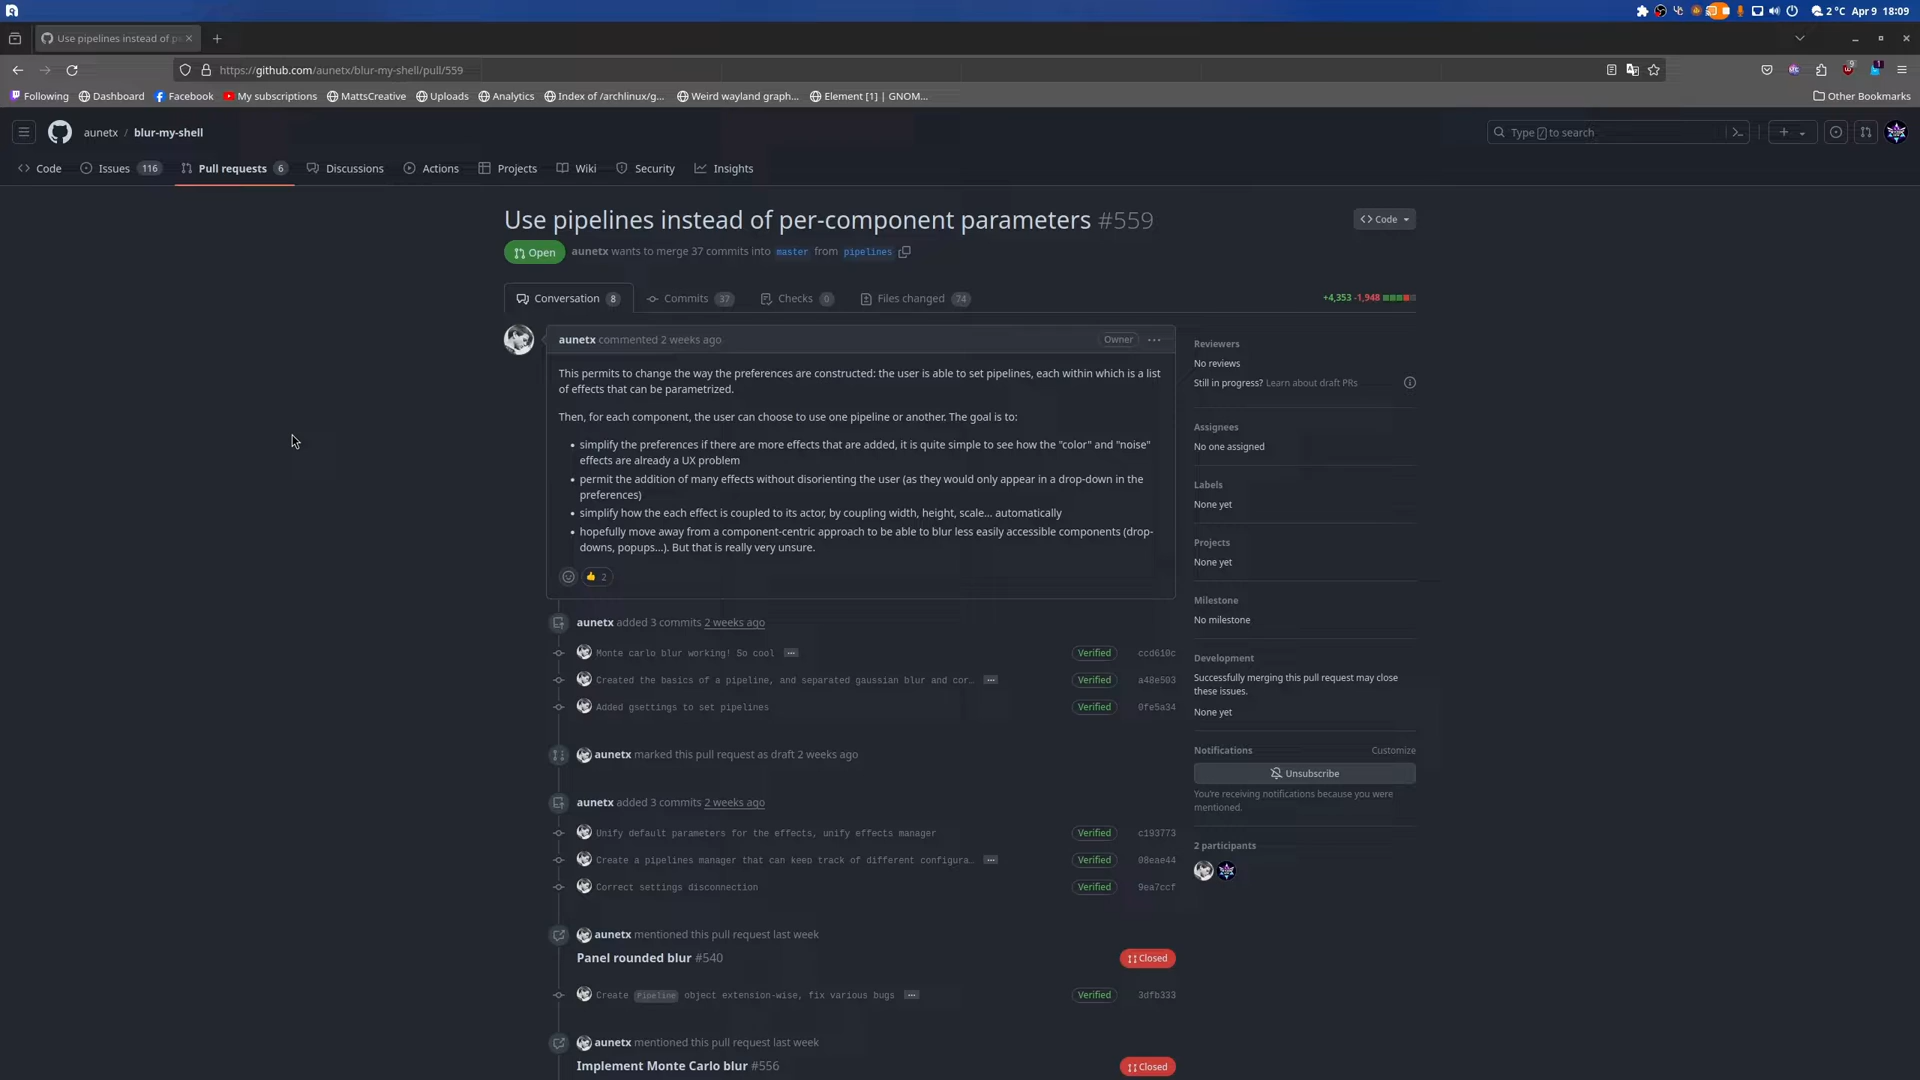 2 °C Apr 9 18:09
Use pipelines instead of p
https://github.com/aunetx/blur-my-shell/pull/559
Following
Dashboard
Facebook
My subscriptions
MattsCreative
Uploads
Analytics
Index of /archlinux/g...
Weird wayland graph...
Element [1] | GNOM...
Other Bookmarks
aunetx / blur-my-shell
Type / to search
Code
Issues 116
Pull requests 6
Discussions
Actions
Projects
Wiki
Security
Insights
Use pipelines instead of per-component parameters #559
Code
Open
aunetx wants to merge 37 commits into master from pipelines
Conversation 8
Commits 37
Checks 0
Files changed 74
+4,353 -1,948
aunetx commented 2 weeks ago
Owner
This permits to change the way the preferences are constructed: the user is able to set pipelines, each within which is a list
of effects that can be parametrized.
Then, for each component, the user can choose to use one pipeline or another. The goal is to:
• simplify the preferences if there are more effects that are added, it is quite simple to see how the "color" and "noise"
effects are already a UX problem
• permit the addition of many effects without disorienting the user (as they would only appear in a drop-down in the
preferences)
• simplify how the each effect is coupled to its actor, by coupling width, height, scale... automatically
• hopefully move away from a component-centric approach to be able to blur less easily accessible components (drop-
downs, popups...). But that is really very unsure.
2
aunetx added 3 commits 2 weeks ago
Monte carlo blur working! So cool ...
Verified
ccd610c
Created the basics of a pipeline, and separated gaussian blur and cor... ...
Verified
a48e503
Added gsettings to set pipelines
Verified
0fe5a34
aunetx marked this pull request as draft 2 weeks ago
aunetx added 3 commits 2 weeks ago
Unify default parameters for the effects, unify effects manager
Verified
c193773
Create a pipelines manager that can keep track of different configura... ...
Verified
08eae44
Correct settings disconnection
Verified
9ea7ccf
aunetx mentioned this pull request last week
Panel rounded blur #540
Closed
Create Pipeline object extension-wise, fix various bugs ...
Verified
3dfb333
aunetx mentioned this pull request last week
Implement Monte Carlo blur #556
Closed
Reviewers
No reviews
Still in progress? Learn about draft PRs
Assignees
No one assigned
Labels
None yet
Projects
None yet
Milestone
No milestone
Development
Successfully merging this pull request may close
these issues.
None yet
Notifications
Customize
Unsubscribe
You're receiving notifications because you were
mentioned.
2 participants